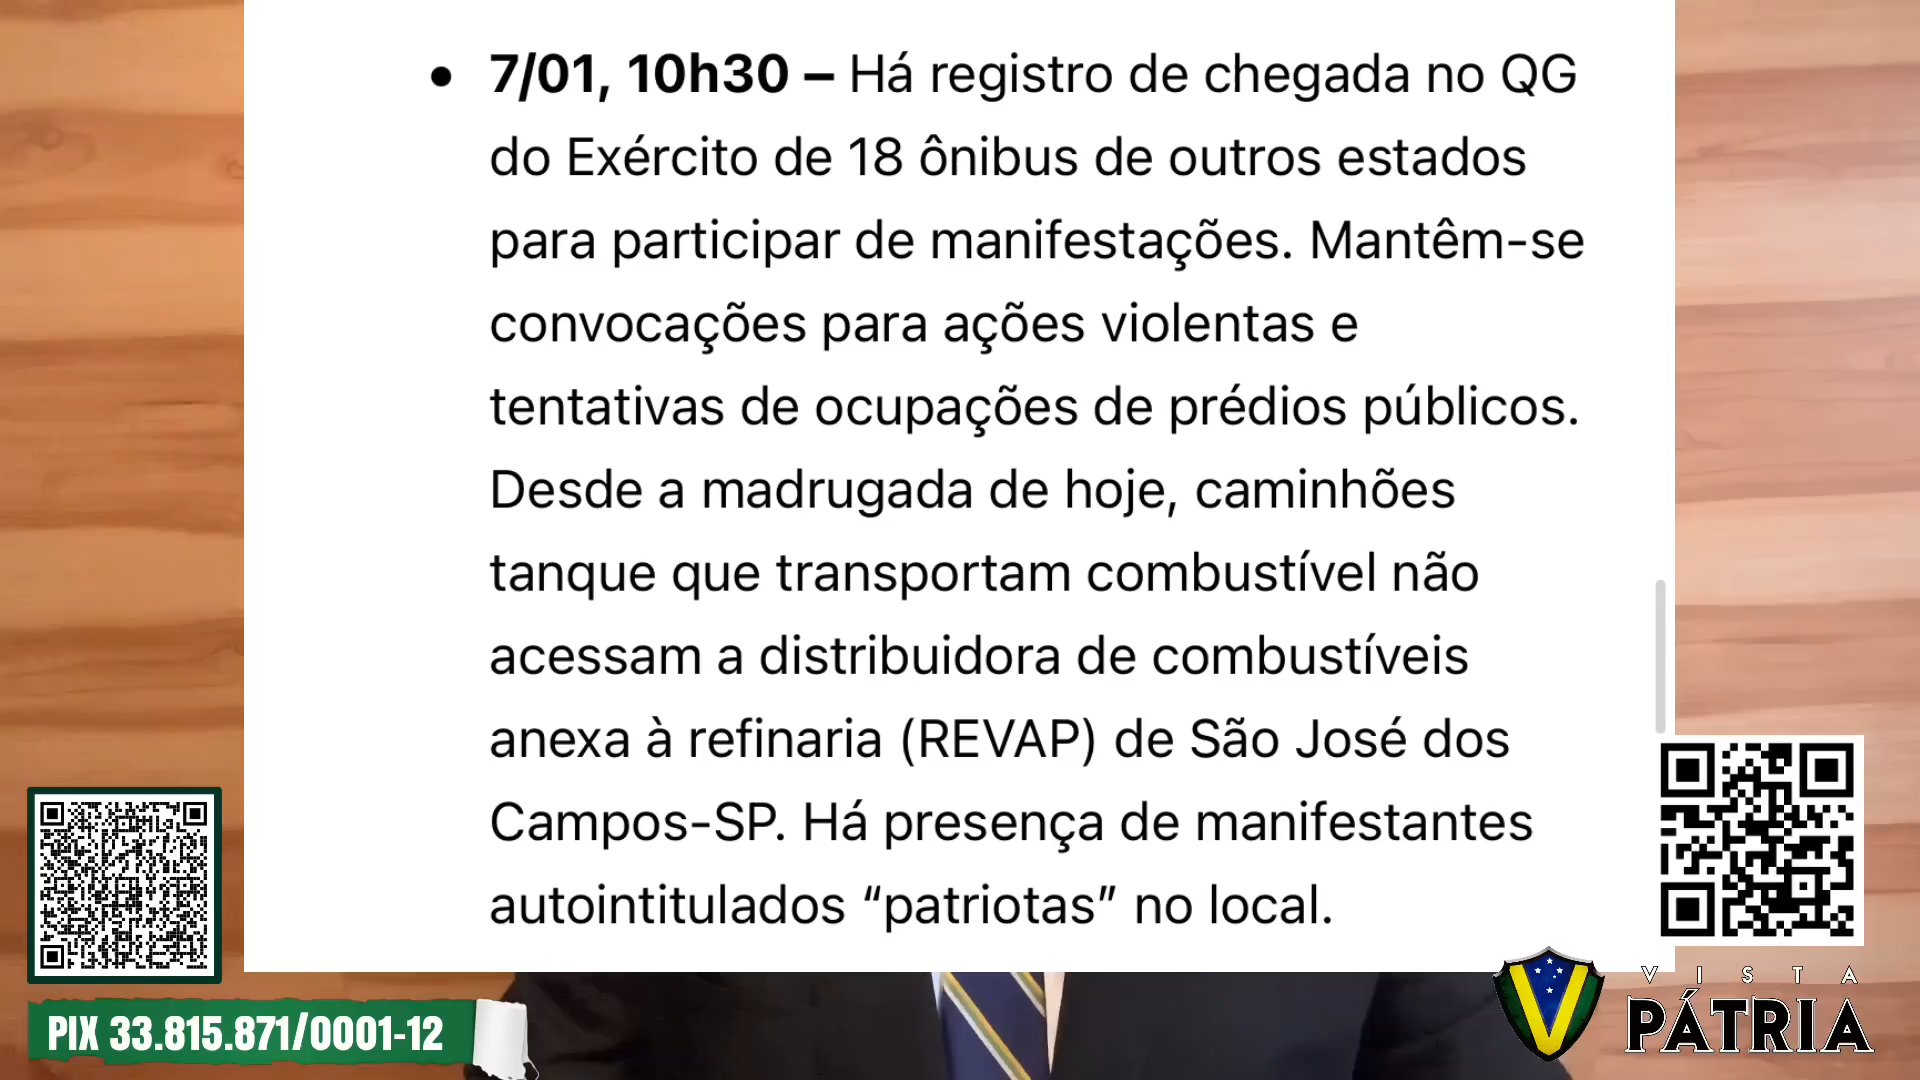 • 7/01, 10h30 – Há registro de chegada no QG
do Exército de 18 ônibus de outros estados
para participar de manifestações. Mantêm-se
convocações para ações violentas e
tentativas de ocupações de prédios públicos.
Desde a madrugada de hoje, caminhões
tanque que transportam combustível não
acessam a distribuidora de combustíveis
anexa à refinaria (REVAP) de São José dos
Campos-SP. Há presença de manifestantes
autointitulados “patriotas” no local.
PIX 33.815.871/0001-12
VISTA
PÁTRIA